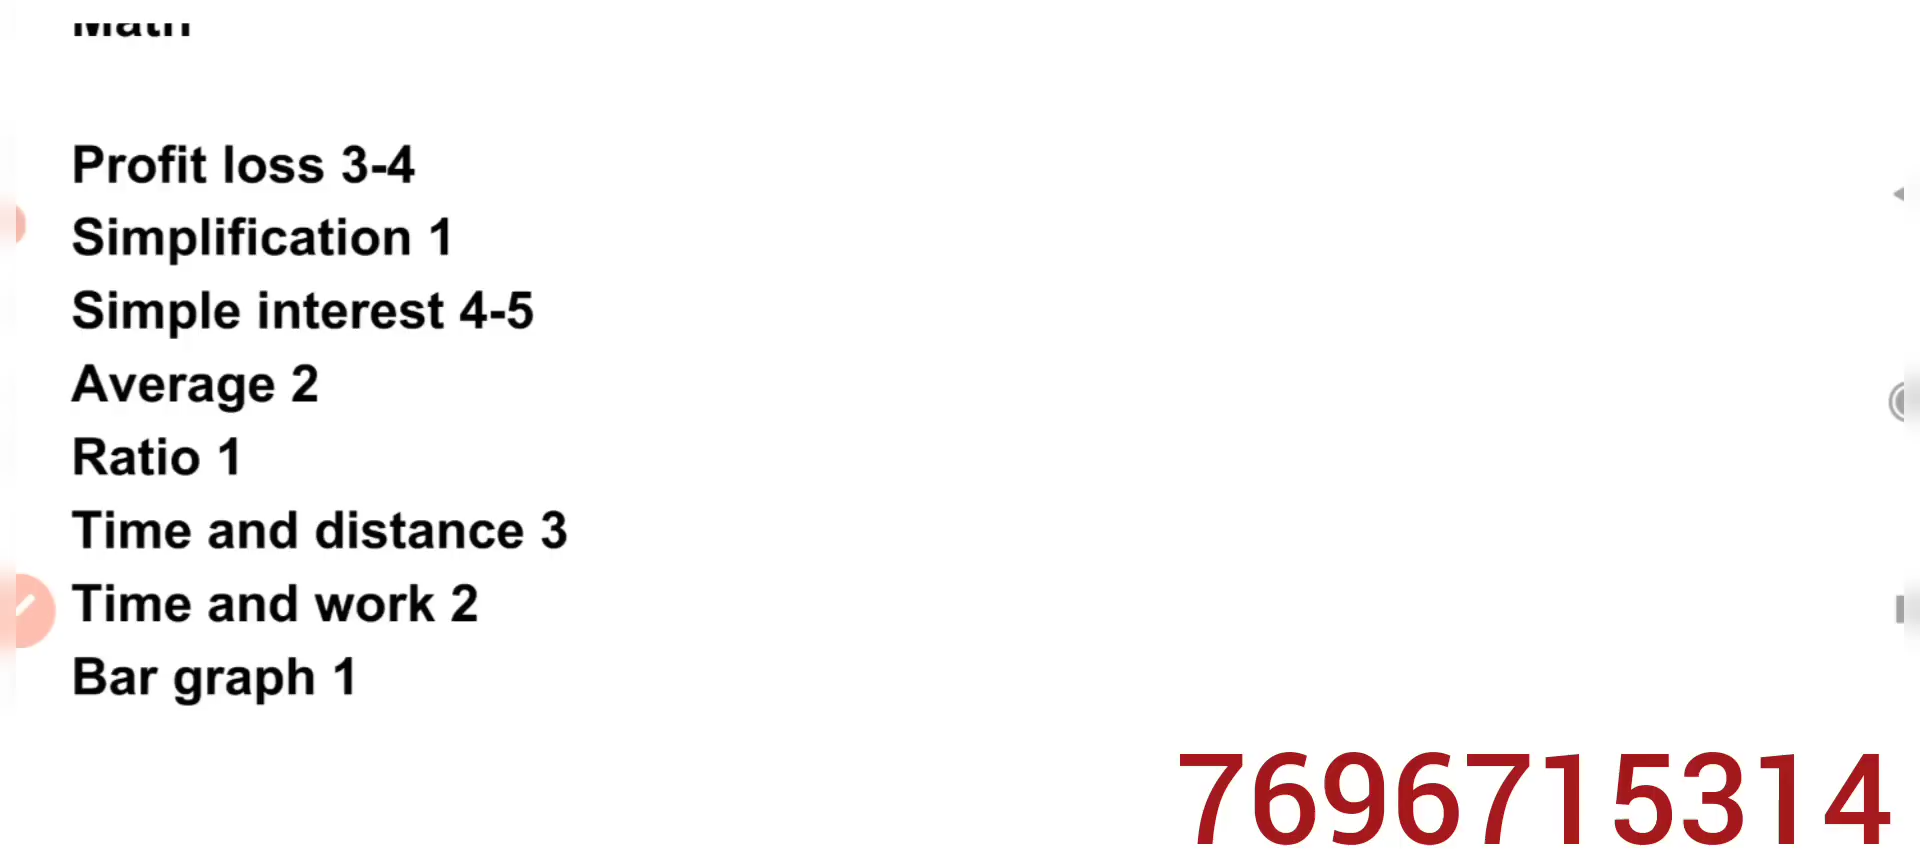 Math
Profit loss 3-4
Simplification 1
Simple interest 4-5
Average 2
Ratio 1
Time and distance 3
Time and work 2
Bar graph 1
7696715314